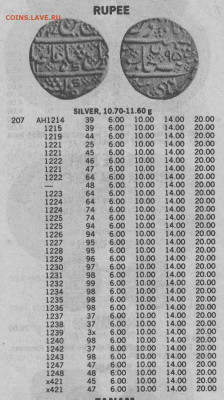 coins.LAVE.RU
RUPEE
SILVER, 10.70-11.60 g
207 AH1214 39 6.00 10.00 14.00 20.00
1215 39 6.00 10.00 14.00 20.00
1219 44 6.00 10.00 14.00 20.00
1221 25 6.00 10.00 14.00 20.00
1221 45 6.00 10.00 14.00 20.00
1222 46 6.00 10.00 14.00 20.00
1221 47 6.00 10.00 14.00 20.00
1222 64 6.00 10.00 14.00 20.00
— 48 6.00 10.00 14.00 20.00
1223 64 6.00 10.00 14.00 20.00
1224 64 6.00 10.00 14.00 20.00
1224 74 6.00 10.00 14.00 20.00
1225 74 6.00 10.00 14.00 20.00
1225 94 6.00 10.00 14.00 20.00
1226 94 6.00 10.00 14.00 20.00
1227 95 6.00 10.00 14.00 20.00
1228 95 6.00 10.00 14.00 20.00
1229 96 6.00 10.00 14.00 20.00
1230 97 6.00 10.00 14.00 20.00
1231 98 6.00 10.00 14.00 20.00
1232 99 6.00 10.00 14.00 20.00
1234 98 6.00 10.00 14.00 20.00
1235 98 6.00 10.00 14.00 20.00
1236 98 6.00 10.00 14.00 20.00
1237 37 6.00 10.00 14.00 20.00
1238 37 6.00 10.00 14.00 20.00
1239 3x 6.00 10.00 14.00 20.00
1240 98 6.00 10.00 14.00 20.00
1242 37 6.00 10.00 14.00 20.00
1243 98 6.00 10.00 14.00 20.00
1247 47 6.00 10.00 14.00 20.00
1248 48 6.00 10.00 14.00 20.00
x421 45 6.00 10.00 14.00 20.00
x421 47 6.00 10.00 14.00 20.00